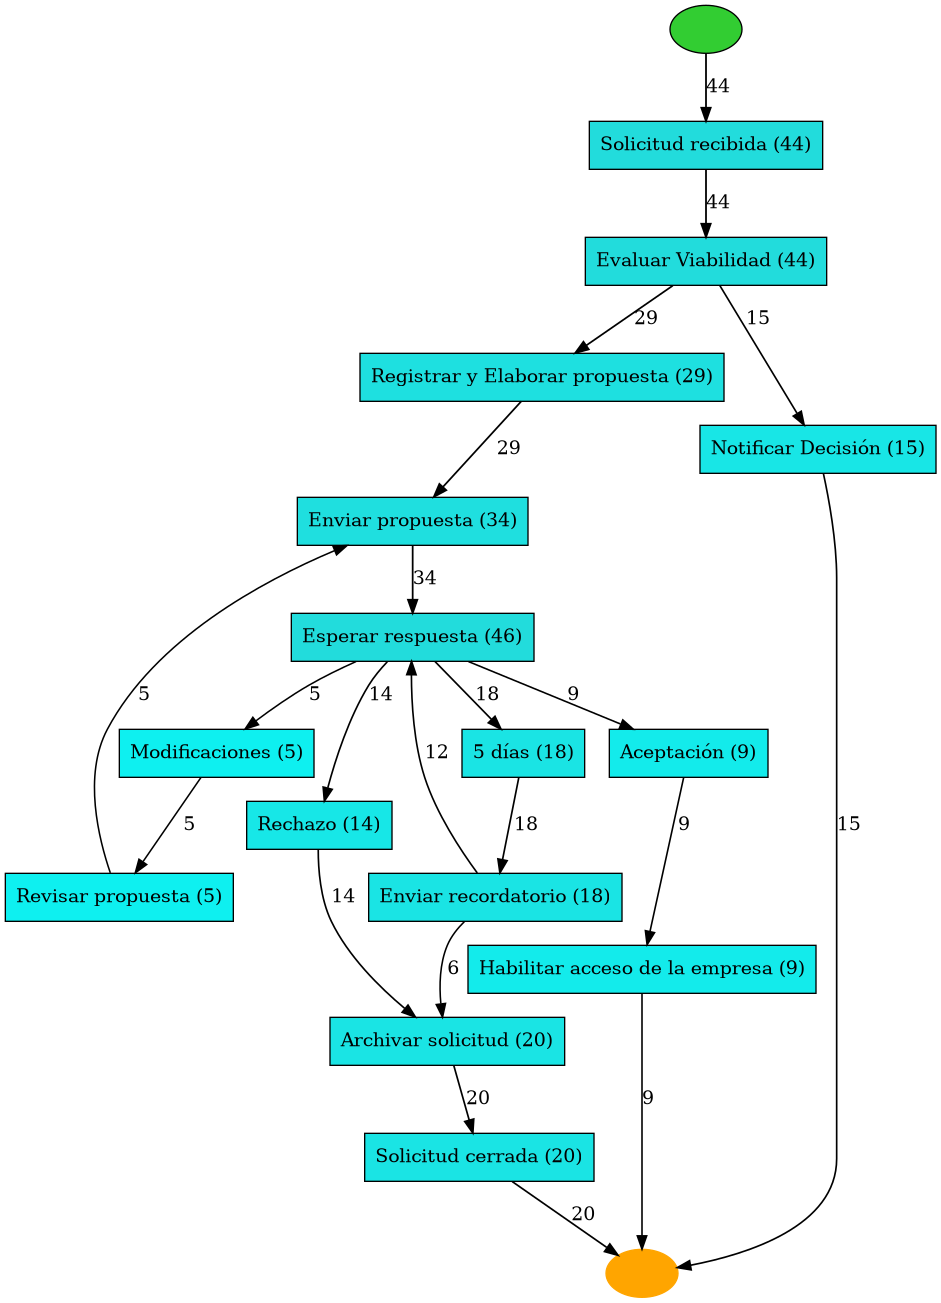 44
Solicitud recibida (44)
44
Evaluar Viabilidad (44)
29
15
Registrar y Elaborar propuesta (29)
Notificar Decisión (15)
29
Enviar propuesta (34)
34
Esperar respuesta (46)
5
5
14
18
9
Modificaciones (5)
12
5 días (18)
Aceptación (9)
5
Rechazo (14)
18
9
15
Revisar propuesta (5)
14
Enviar recordatorio (18)
6
Habilitar acceso de la empresa (9)
Archivar solicitud (20)
20
9
Solicitud cerrada (20)
20